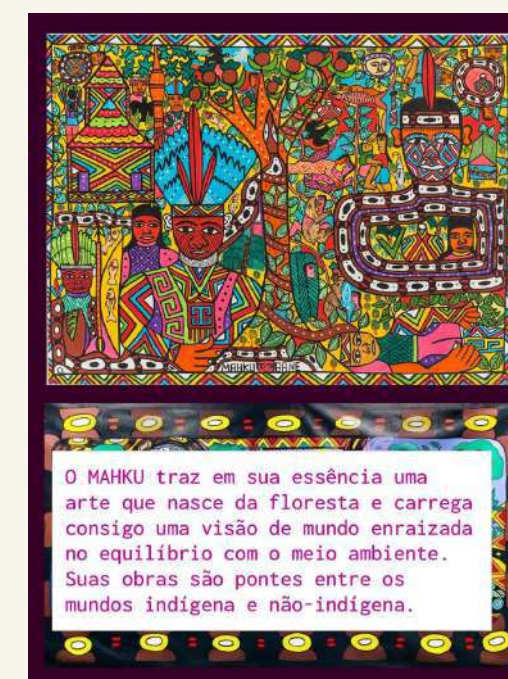 MAHKU
O MAHKU traz em sua essência uma
arte que nasce da floresta e carrega
consigo uma visão de mundo enraizada
no equilíbrio com o meio ambiente.
Suas obras são pontes entre os
mundos indígena e não-indígena.